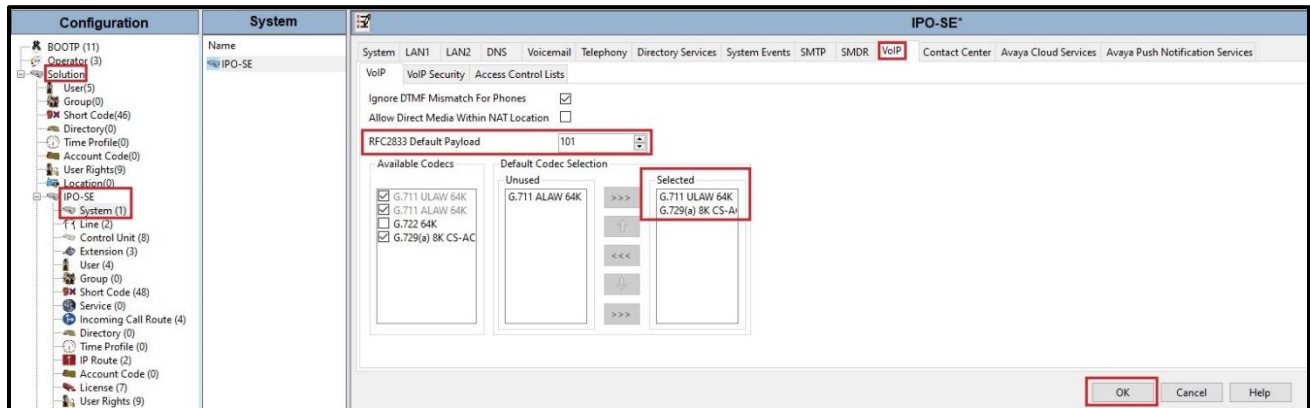 Configuration
BOOTP (11)
Operator (3)
Solution
User(5)
Group(0)
Short Code(46)
Directory(0)
Time Profile(0)
Account Code(0)
User Rights(9)
Location(0)
IPO-SE
System (1)
Line (2)
Control Unit (8)
Extension (3)
User (4)
Group (0)
Short Code (48)
Service (0)
Incoming Call Route (4)
Directory (0)
Time Profile (0)
IP Route (2)
Account Code (0)
License (7)
User Rights (9)
System
Name
IPO-SE
IPO-SE*
System LAN1 LAN2 DNS Voicemail Telephony Directory Services System Events SMTP SMDR VoIP Contact Center Avaya Cloud Services Avaya Push Notification Services
VoIP VoIP Security Access Control Lists
Ignore DTMF Mismatch For Phones
Allow Direct Media Within NAT Location
RFC2833 Default Payload 101
Available Codecs
G.711 ULAW 64K
G.711 ALAW 64K
G.722 64K
G.729(a) 8K CS-AC
Default Codec Selection
Unused
G.711 ALAW 64K
>>>
<<<
>>>
Selected
G.711 ULAW 64K
G.729(a) 8K CS-A
OK Cancel Help